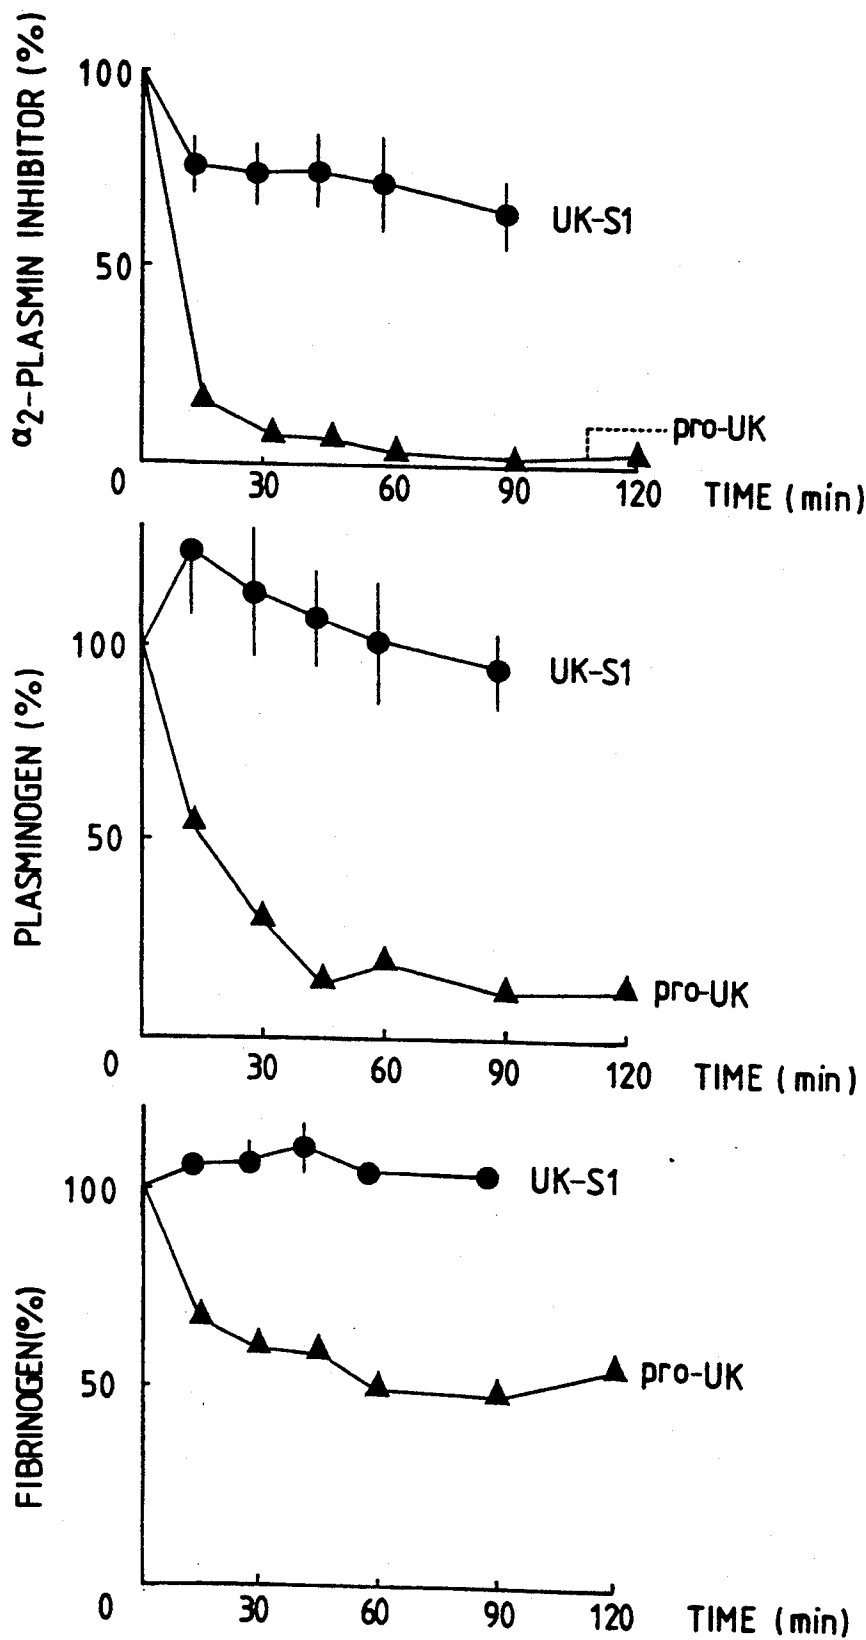 α2-PLASMIN INHIBITOR (%)
100
50
0
30
60
90
120
TIME (min)
UK-S1
pro-UK
PLASMINOGEN (%)
100
50
0
30
60
90
120
TIME (min)
UK-S1
pro-UK
FIBRINOGEN(%)
100
50
0
30
60
90
120
TIME (min)
UK-S1
pro-UK